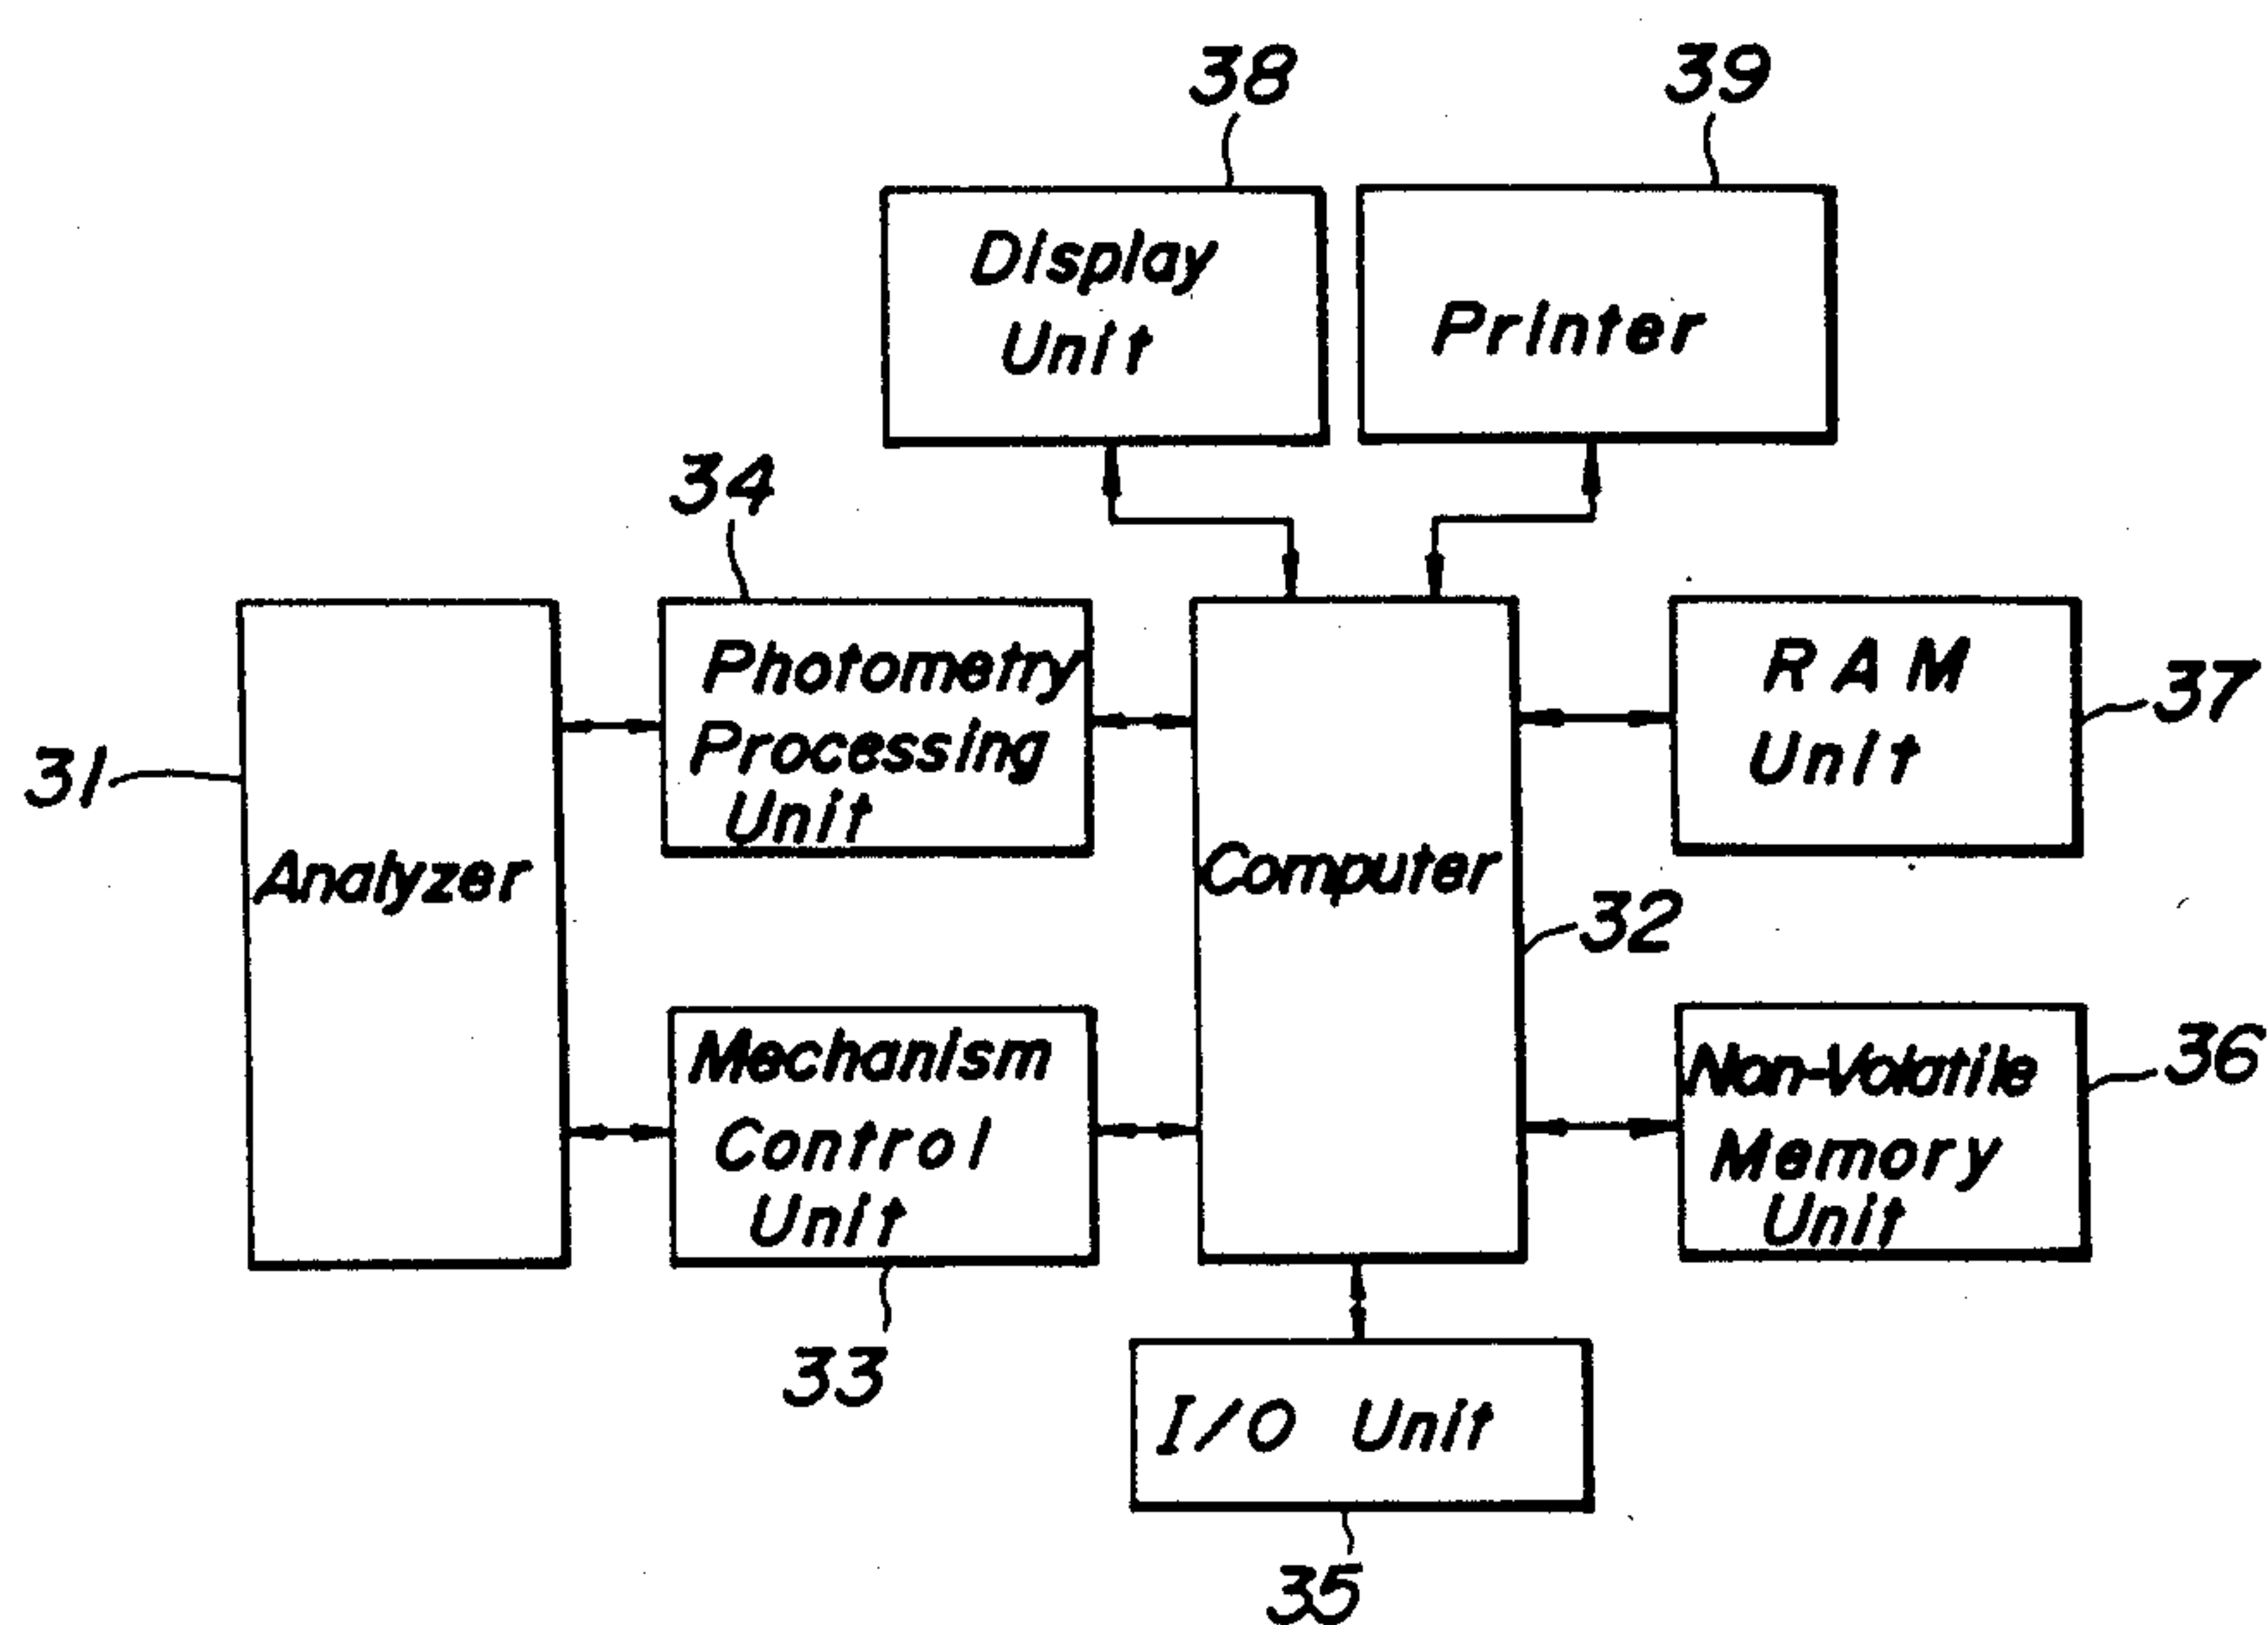 38
39
Display
Unit
Printer
34
Photometry
Processing
Unit
RAM
Unit
37
31
Analyzer
Computer
32
Mechanism
Control
Unit
Non-Volatile
Memory
Unit
36
33
I/O Unit
35